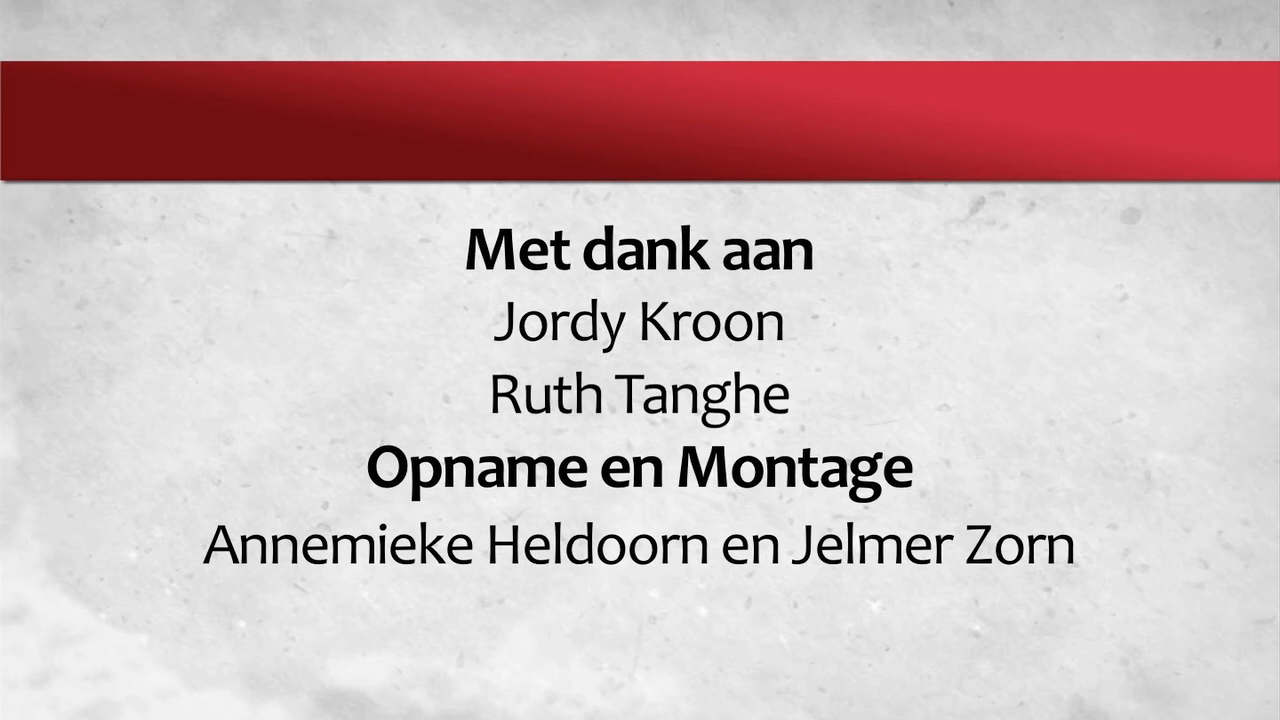 Met dank aan
Jordy Kroon
Ruth Tanghe
Opname en Montage
Annemieke Heldoorn en Jelmer Zorn